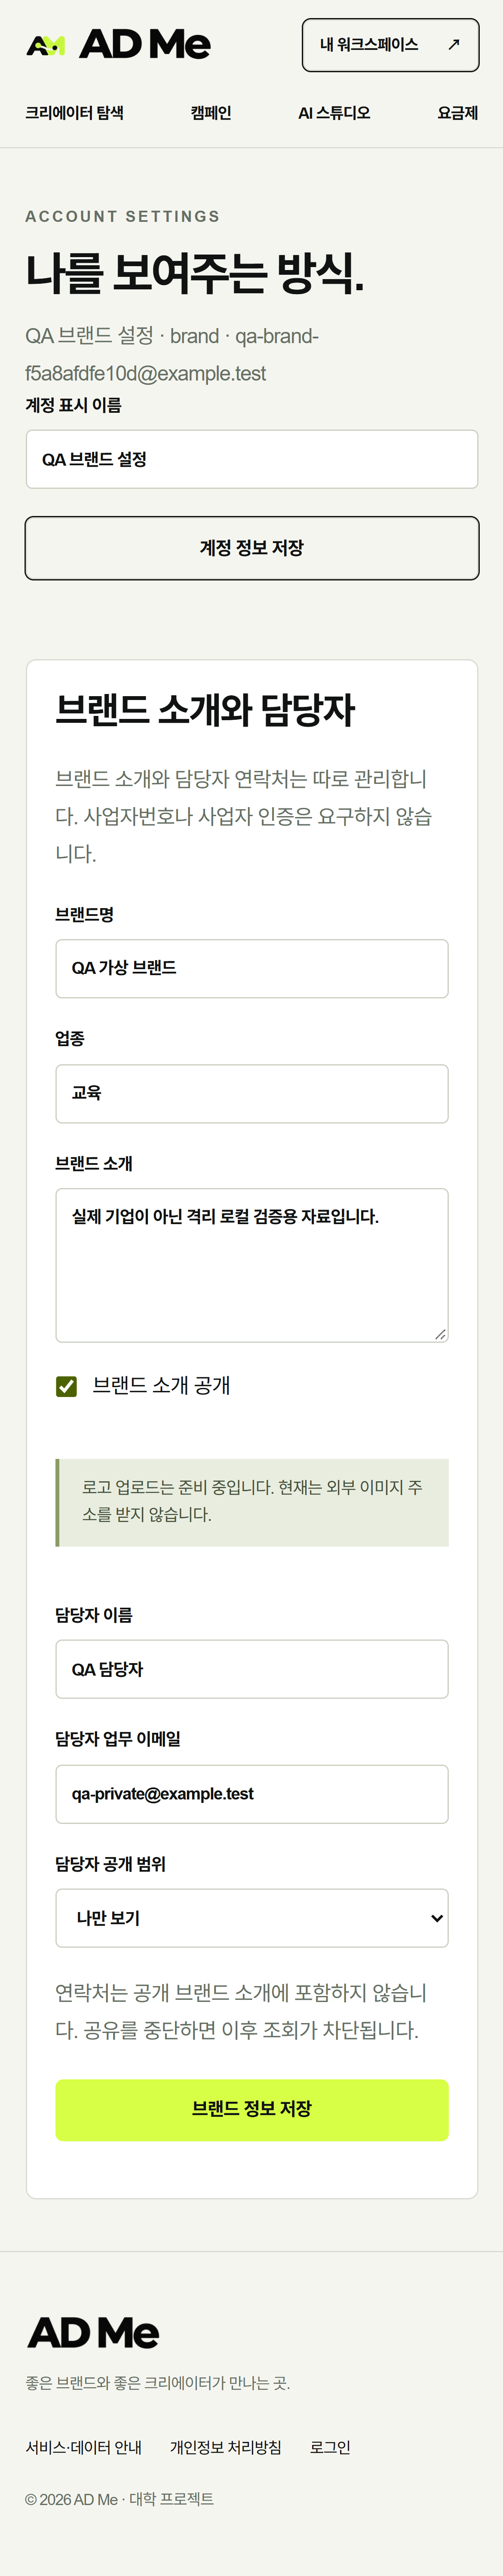 AD Me
내 워크스페이스 ↗
크리에이터 탐색 캠페인 AI 스튜디오 요금제
ACCOUNT SETTINGS
나를 보여주는 방식.
QA 브랜드 설정 · brand · qa-brand-
f5a8afdfe10d@example.test
계정 표시 이름
QA 브랜드 설정
계정 정보 저장
브랜드 소개와 담당자
브랜드 소개와 담당자 연락처는 따로 관리합니
다. 사업자번호나 사업자 인증은 요구하지 않습
니다.
브랜드명
QA 가상 브랜드
업종
교육
브랜드 소개
실제 기업이 아닌 격리 로컬 검증용 자료입니다.
브랜드 소개 공개
로고 업로드는 준비 중입니다. 현재는 외부 이미지 주
소를 받지 않습니다.
담당자 이름
QA 담당자
담당자 업무 이메일
qa-private@example.test
담당자 공개 범위
나만 보기
연락처는 공개 브랜드 소개에 포함하지 않습니
다. 공유를 중단하면 이후 조회가 차단됩니다.
브랜드 정보 저장
AD Me
좋은 브랜드와 좋은 크리에이터가 만나는 곳.
서비스·데이터 안내 개인정보 처리방침 로그인
© 2026 AD Me · 대학 프로젝트